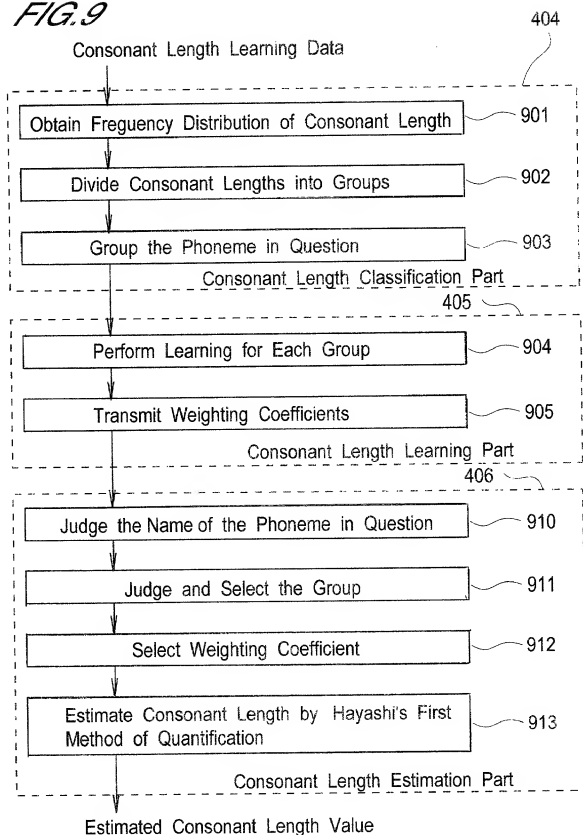 FIG.9
404
Consonant Length Learning Data
Obtain Freguency Distribution of Consonant Length
901
Divide Consonant Lengths into Groups
902
Group the Phoneme in Question
903
Consonant Length Classification Part
405
Perform Learning for Each Group
904
Transmit Weighting Coefficients
905
Consonant Length Learning Part
406
Judge the Name of the Phoneme in Question
910
Judge and Select the Group
911
Select Weighting Coefficient
912
Estimate Consonant Length by Hayashi's First
Method of Quantification
913
Consonant Length Estimation Part
Estimated Consonant Length Value